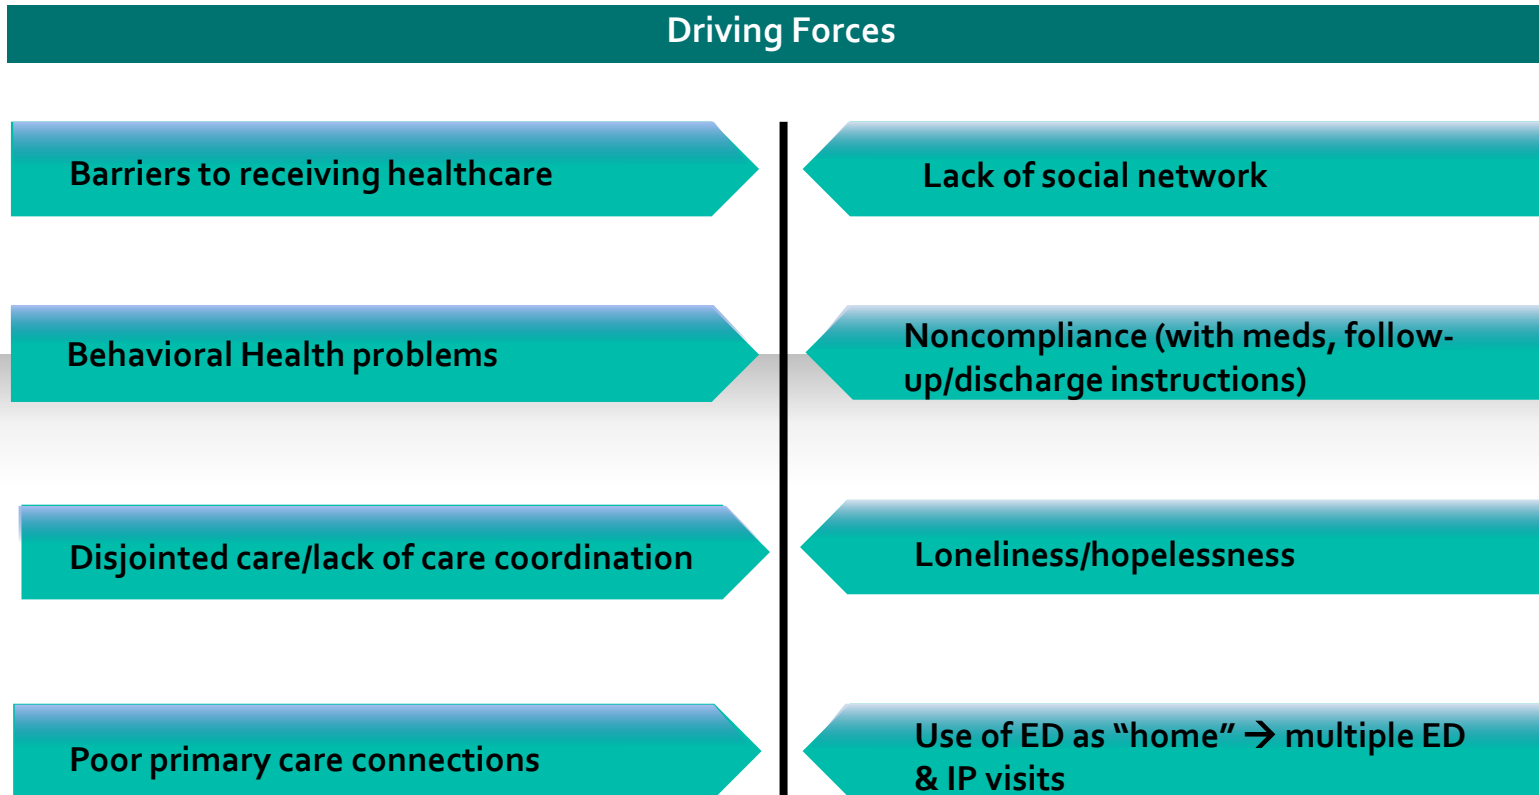 Driving Forces
Barriers to receiving healthcare
Lack of social network
Behavioral Health problems
Noncompliance (with meds, follow-
up/discharge instructions)
Disjointed care/lack of care coordination
Loneliness/hopelessness
Poor primary care connections
Use of ED as “home” → multiple ED
& IP visits